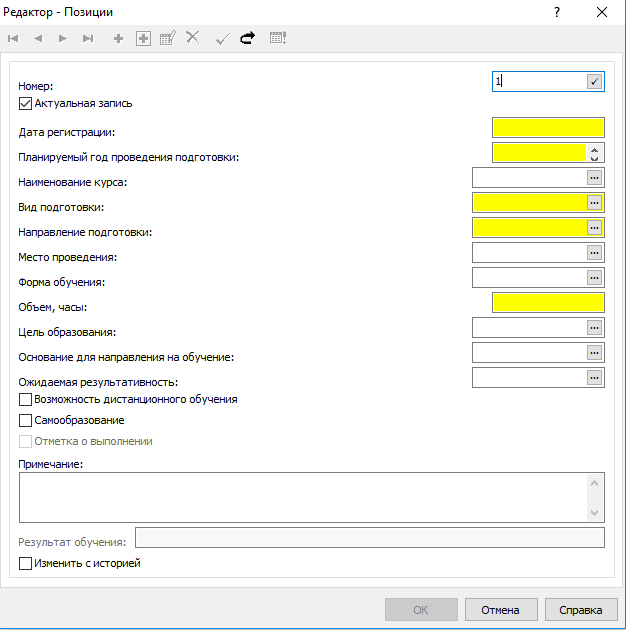 Редактор - Позиции
Номер: 1
Актуальная запись
Дата регистрации:
Планируемый год проведения подготовки:
Наименование курса:
Вид подготовки:
Направление подготовки:
Место проведения:
Форма обучения:
Объем, часы:
Цель образования:
Основание для направления на обучение:
Ожидаемая результативность:
Возможность дистанционного обучения
Самообразование
Отметка о выполнении
Примечание:
Результат обучения:
Изменить с историей
ОК Отмена Справка